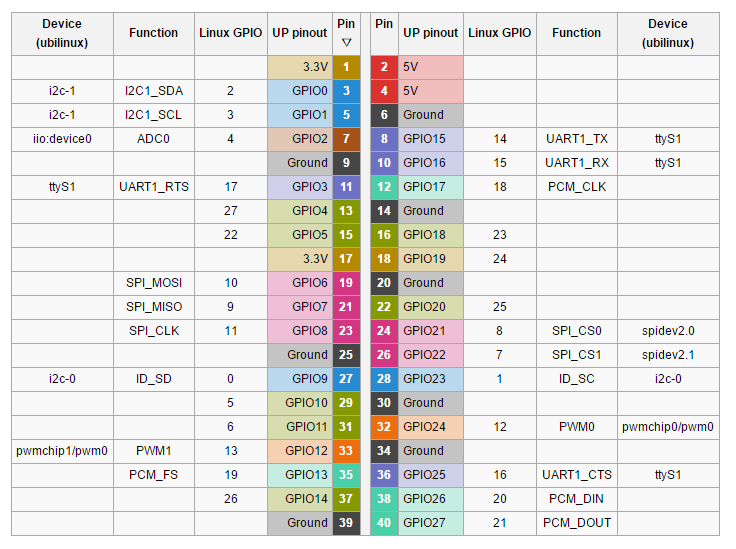 Device (ubilinux) Function Linux GPIO UP pinout Pin ▽ Pin UP pinout Linux GPIO Function Device (ubilinux)
3.3V 1 2 5V
i2c-1 I2C1_SDA 2 GPIO0 3 4 5V
i2c-1 I2C1_SCL 3 GPIO1 5 6 Ground
iio:device0 ADC0 4 GPIO2 7 8 GPIO15 14 UART1_TX ttyS1
Ground 9 10 GPIO16 15 UART1_RX ttyS1
ttyS1 UART1_RTS 17 GPIO3 11 12 GPIO17 18 PCM_CLK
27 GPIO4 13 14 Ground
22 GPIO5 15 16 GPIO18 23
3.3V 17 18 GPIO19 24
SPI_MOSI 10 GPIO6 19 20 Ground
SPI_MISO 9 GPIO7 21 22 GPIO20 25
SPI_CLK 11 GPIO8 23 24 GPIO21 8 SPI_CS0 spidev2.0
Ground 25 26 GPIO22 7 SPI_CS1 spidev2.1
i2c-0 ID_SD 0 GPIO9 27 28 GPIO23 1 ID_SC i2c-0
5 GPIO10 29 30 Ground
6 GPIO11 31 32 GPIO24 12 PWM0 pwmchip0/pwm0
pwmchip1/pwm0 PWM1 13 GPIO12 33 34 Ground
PCM_FS 19 GPIO13 35 36 GPIO25 16 UART1_CTS ttyS1
26 GPIO14 37 38 GPIO26 20 PCM_DIN
Ground 39 40 GPIO27 21 PCM_DOUT